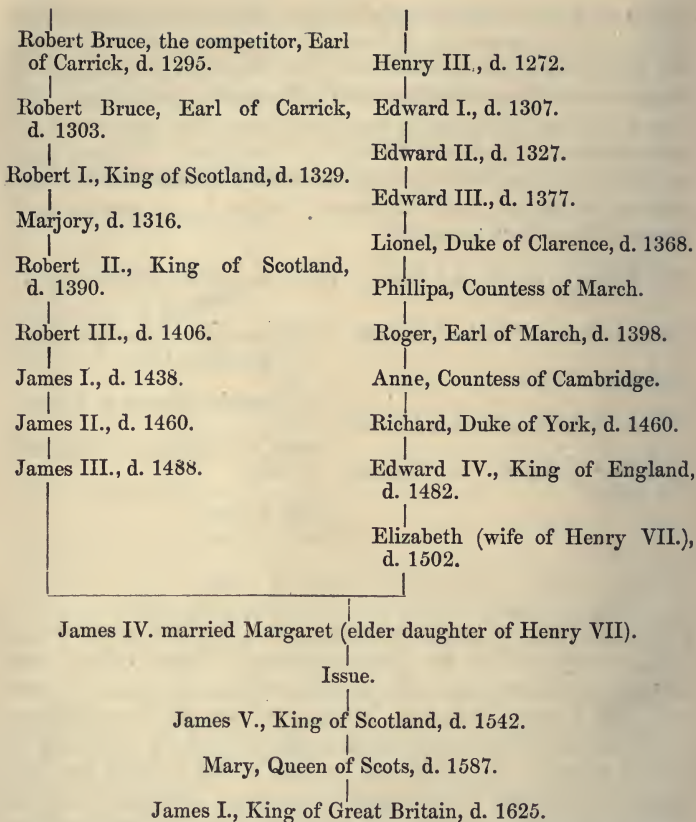 Robert Bruce, the competitor, Earl
of Carrick, d. 1295.
Robert Bruce, Earl of Carrick,
d. 1303.
Robert I., King of Scotland, d. 1329.
Marjory, d. 1316.
Robert II., King of Scotland,
d. 1390.
Robert III., d. 1406.
James I., d. 1438.
James II., d. 1460.
James III., d. 1488.
Henry III., d. 1272.
Edward I., d. 1307.
Edward II., d. 1327.
Edward III., d. 1377.
Lionel, Duke of Clarence, d. 1368.
Phillipa, Countess of March.
Roger, Earl of March, d. 1398.
Anne, Countess of Cambridge.
Richard, Duke of York, d. 1460.
Edward IV., King of England,
d. 1482.
Elizabeth (wife of Henry VII.),
d. 1502.
James IV. married Margaret (elder daughter of Henry VII).
Issue.
James V., King of Scotland, d. 1542.
Mary, Queen of Scots, d. 1587.
James I., King of Great Britain, d. 1625.